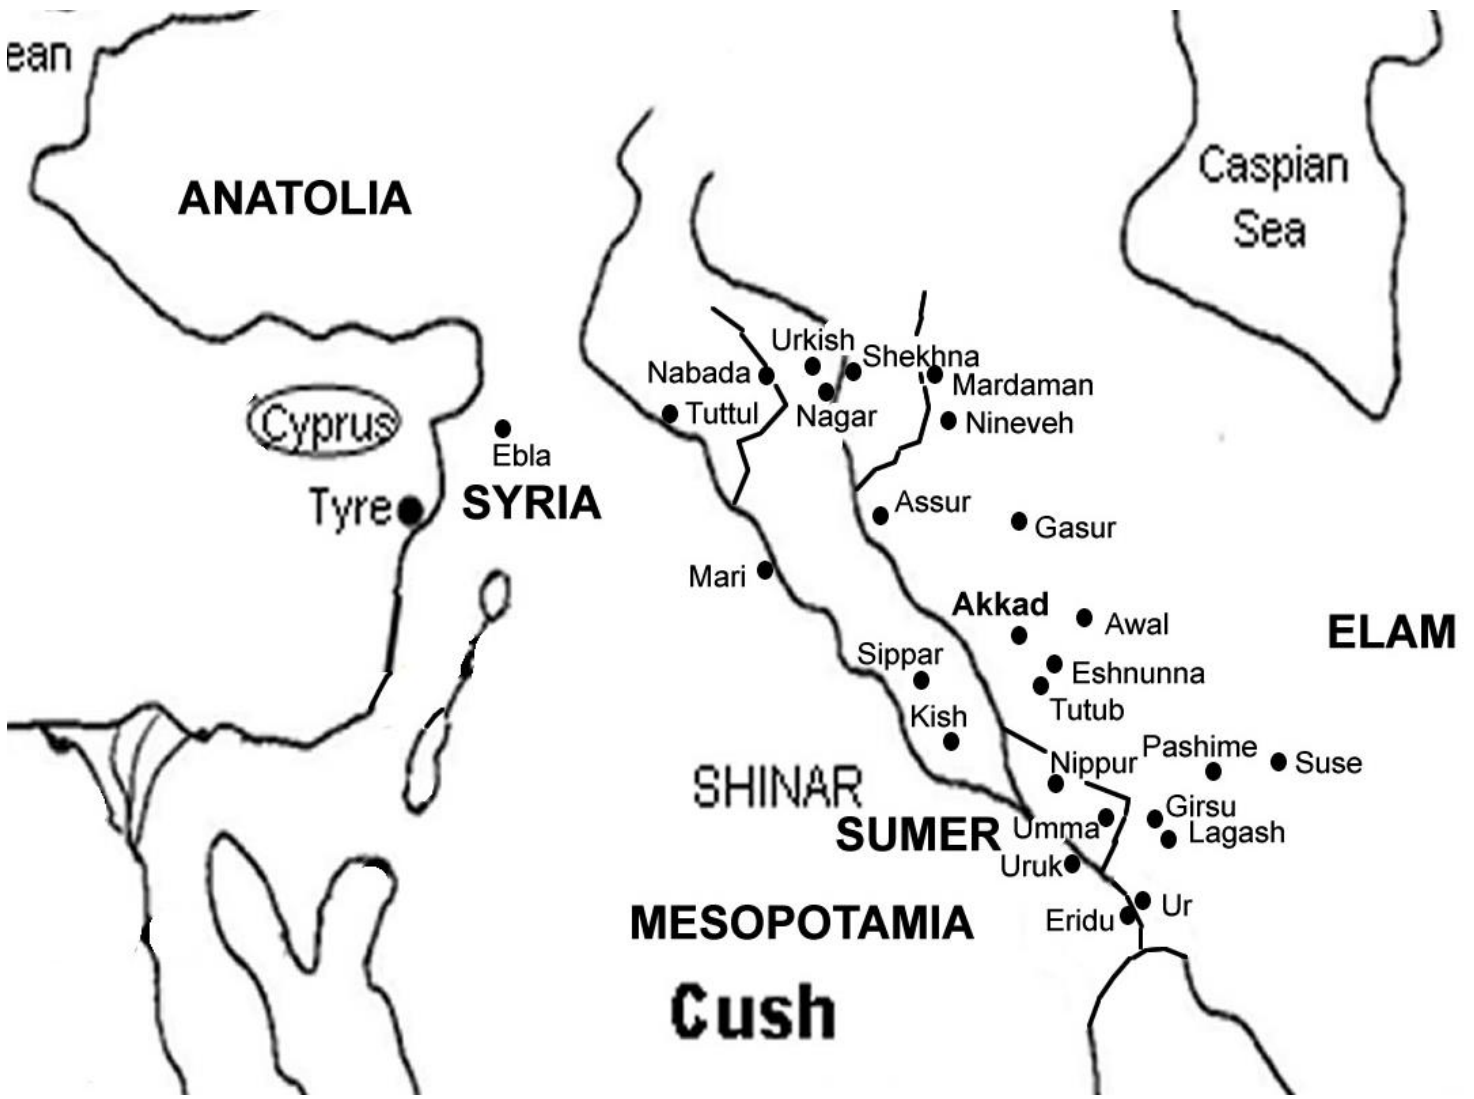 ean
ANATOLIA
Caspian
Sea
Urkish
Shekhna
Nabada
Mardaman
Tuttul
Nagar
Nineveh
Cyprus
Ebla
Tyre
SYRIA
Assur
Gasur
Mari
Akkad
Awal
ELAM
Sippar
Eshnunna
Tutub
Kish
Pashime
Nippur
Suse
SHINAR
Girsu
SUMER
Umma
Lagash
Uruk
Ur
Eridu
MESOPOTAMIA
Cush